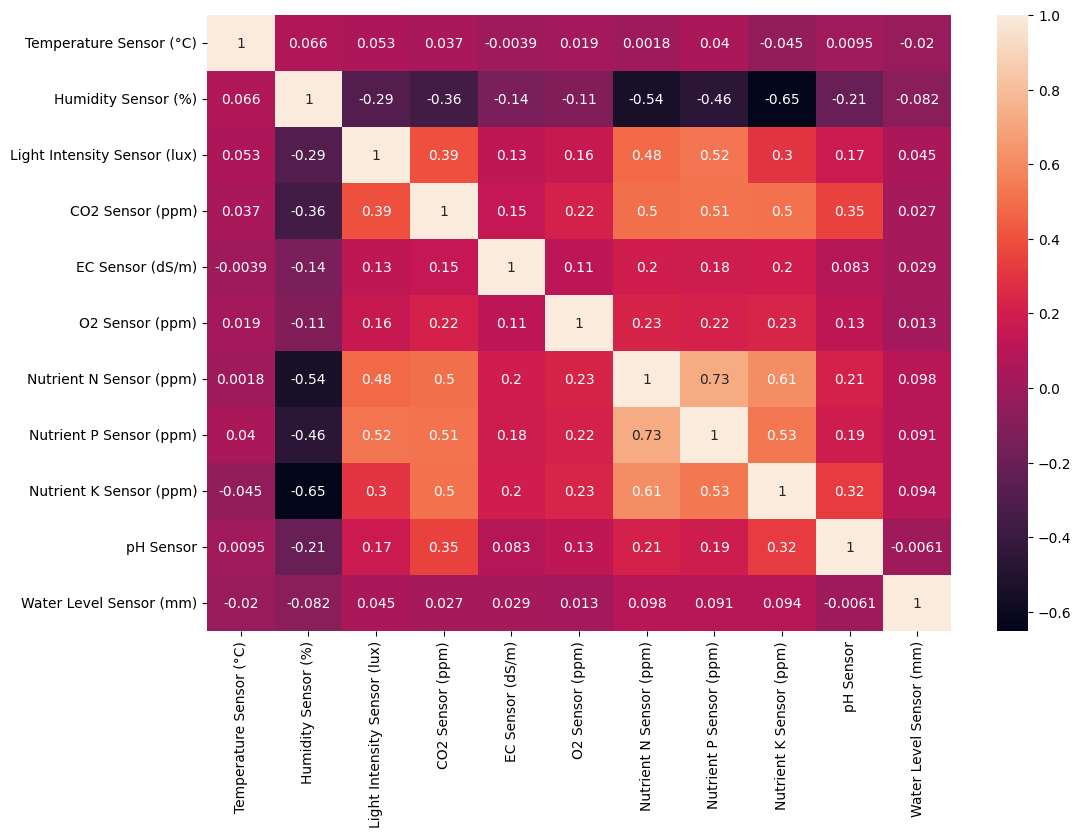 Temperature Sensor (°C) 1 0.066 0.053 0.037 -0.0039 0.019 0.0018 0.04 -0.045 0.0095 -0.02
Humidity Sensor (%) 0.066 1 -0.29 -0.36 -0.14 -0.11 -0.54 -0.46 -0.65 -0.21 -0.082
Light Intensity Sensor (lux) 0.053 -0.29 1 0.39 0.13 0.16 0.48 0.52 0.3 0.17 0.045
CO2 Sensor (ppm) 0.037 -0.36 0.39 1 0.15 0.22 0.5 0.51 0.5 0.35 0.027
EC Sensor (dS/m) -0.0039 -0.14 0.13 0.15 1 0.11 0.2 0.18 0.2 0.083 0.029
O2 Sensor (ppm) 0.019 -0.11 0.16 0.22 0.11 1 0.23 0.22 0.23 0.13 0.013
Nutrient N Sensor (ppm) 0.0018 -0.54 0.48 0.5 0.2 0.23 1 0.73 0.61 0.21 0.098
Nutrient P Sensor (ppm) 0.04 -0.46 0.52 0.51 0.18 0.22 0.73 1 0.53 0.19 0.091
Nutrient K Sensor (ppm) -0.045 -0.65 0.3 0.5 0.2 0.23 0.61 0.53 1 0.32 0.094
pH Sensor 0.0095 -0.21 0.17 0.35 0.083 0.13 0.21 0.19 0.32 1 -0.0061
Water Level Sensor (mm) -0.02 -0.082 0.045 0.027 0.029 0.013 0.098 0.091 0.094 -0.0061 1
Temperature Sensor (°C)
Humidity Sensor (%)
Light Intensity Sensor (lux)
CO2 Sensor (ppm)
EC Sensor (dS/m)
O2 Sensor (ppm)
Nutrient N Sensor (ppm)
Nutrient P Sensor (ppm)
Nutrient K Sensor (ppm)
pH Sensor
Water Level Sensor (mm)
1.0
0.8
0.6
0.4
0.2
0.0
−0.2
−0.4
−0.6